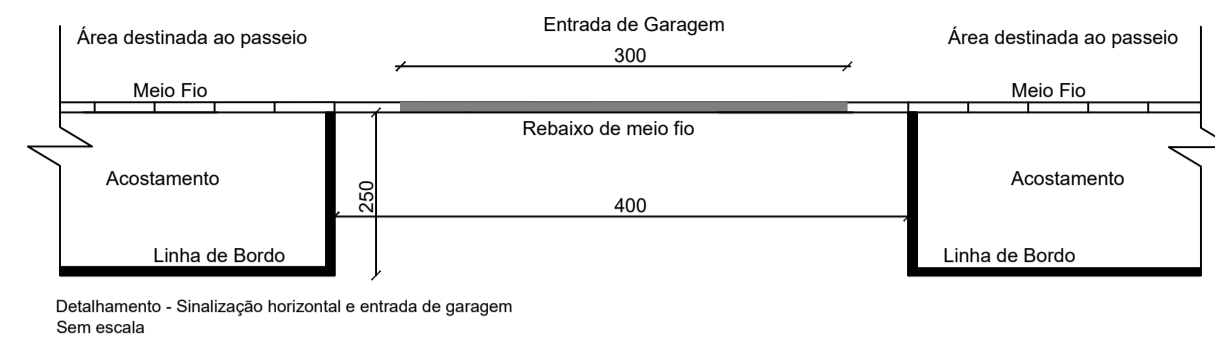 Entrada de Garagem
Área destinada ao passeio
Área destinada ao passeio
300
Meio Fio
Meio Fio
Rebaixo de meio fio
Acostamento
Acostamento
250
400
Linha de Bordo
Linha de Bordo
Detalhamento - Sinalização horizontal e entrada de garagem
Sem escala